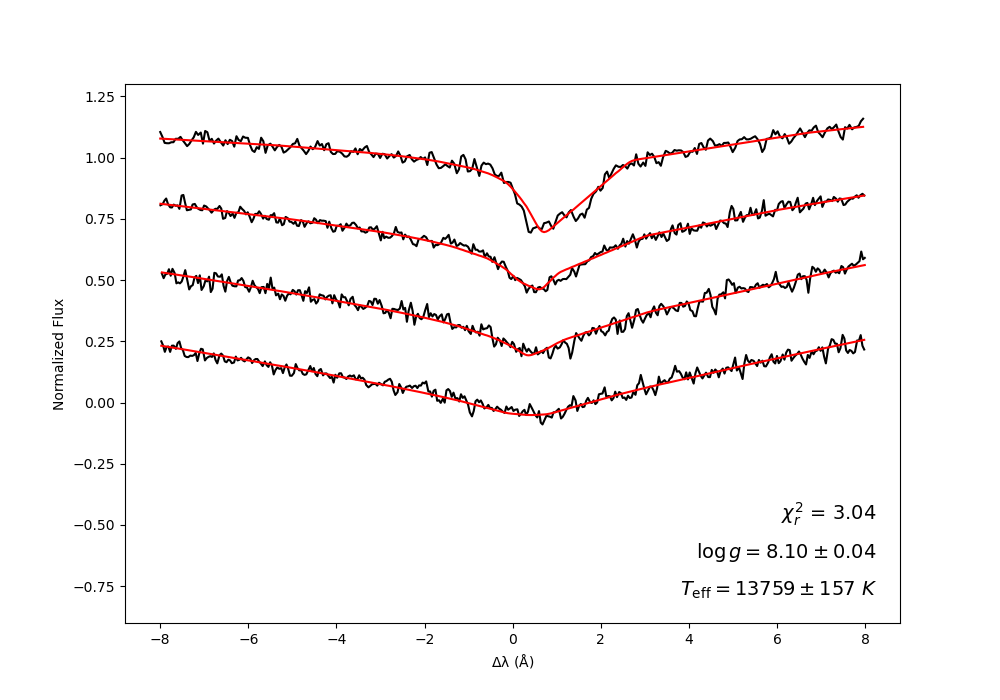 1.25
1.00
0.75
0.50
0.25
0.00
−0.25
−0.50
−0.75
Normalized Flux
χ²ᵣ = 3.04
log g = 8.10 ± 0.04
T_eff = 13759 ± 157 K
−8 −6 −4 −2 0 2 4 6 8
Δλ (Å)